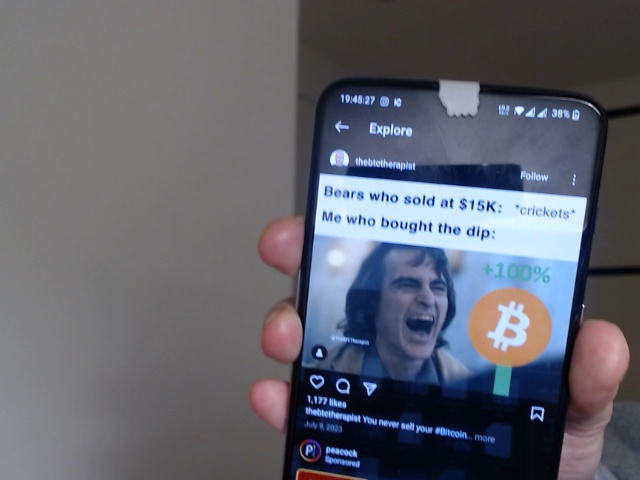 19:45:27
38%
Explore
thebtctherapist
Follow
Bears who sold at $15K: *crickets*
Me who bought the dip:
+100%
1,177 likes
thebtctherapist You never sell your #Bitcoin... more
July 9, 2023
peacock
Sponsored